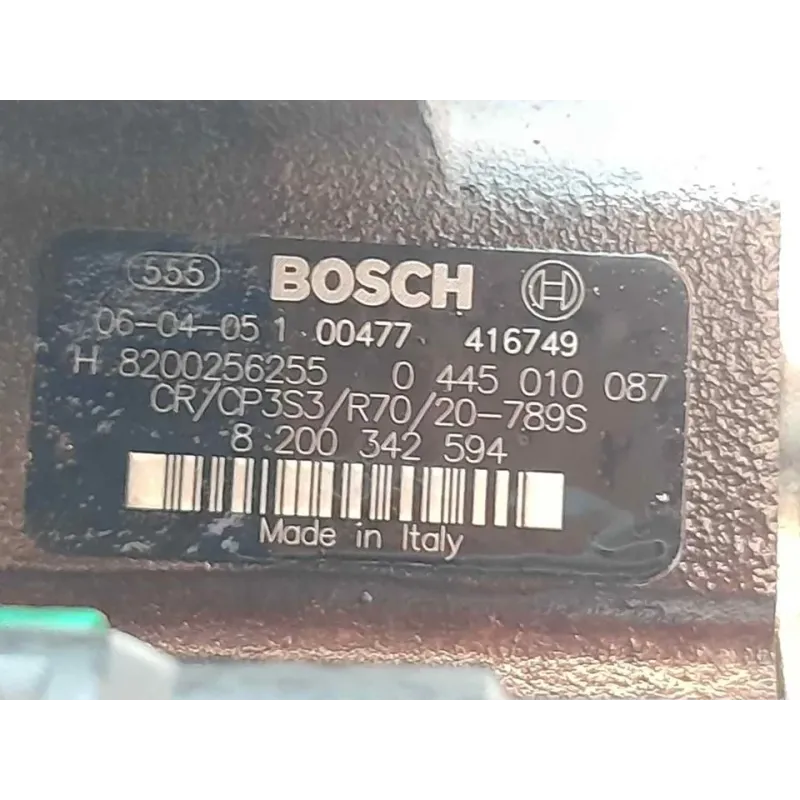 555 BOSCH H
06-04-05 1 00477 416749
H 8200256255 0 445 010 087
CR/CP3S3/R70/20-789S
8 200 342 594
Made in Italy